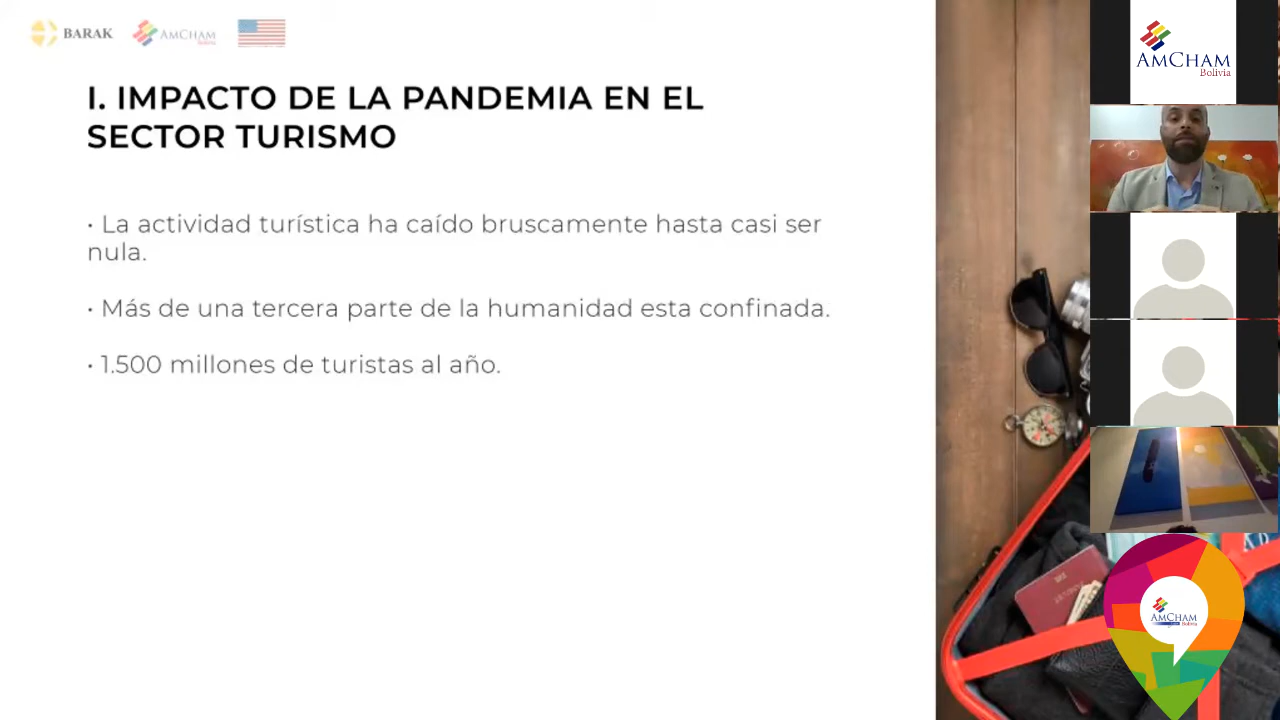 BARAK
AMCHAM
Bolivia
I. IMPACTO DE LA PANDEMIA EN EL
SECTOR TURISMO
• La actividad turística ha caído bruscamente hasta casi ser
nula.
• Más de una tercera parte de la humanidad esta confinada.
• 1.500 millones de turistas al año.
AMCHAM
Bolivia
AMCHAM
Bolivia